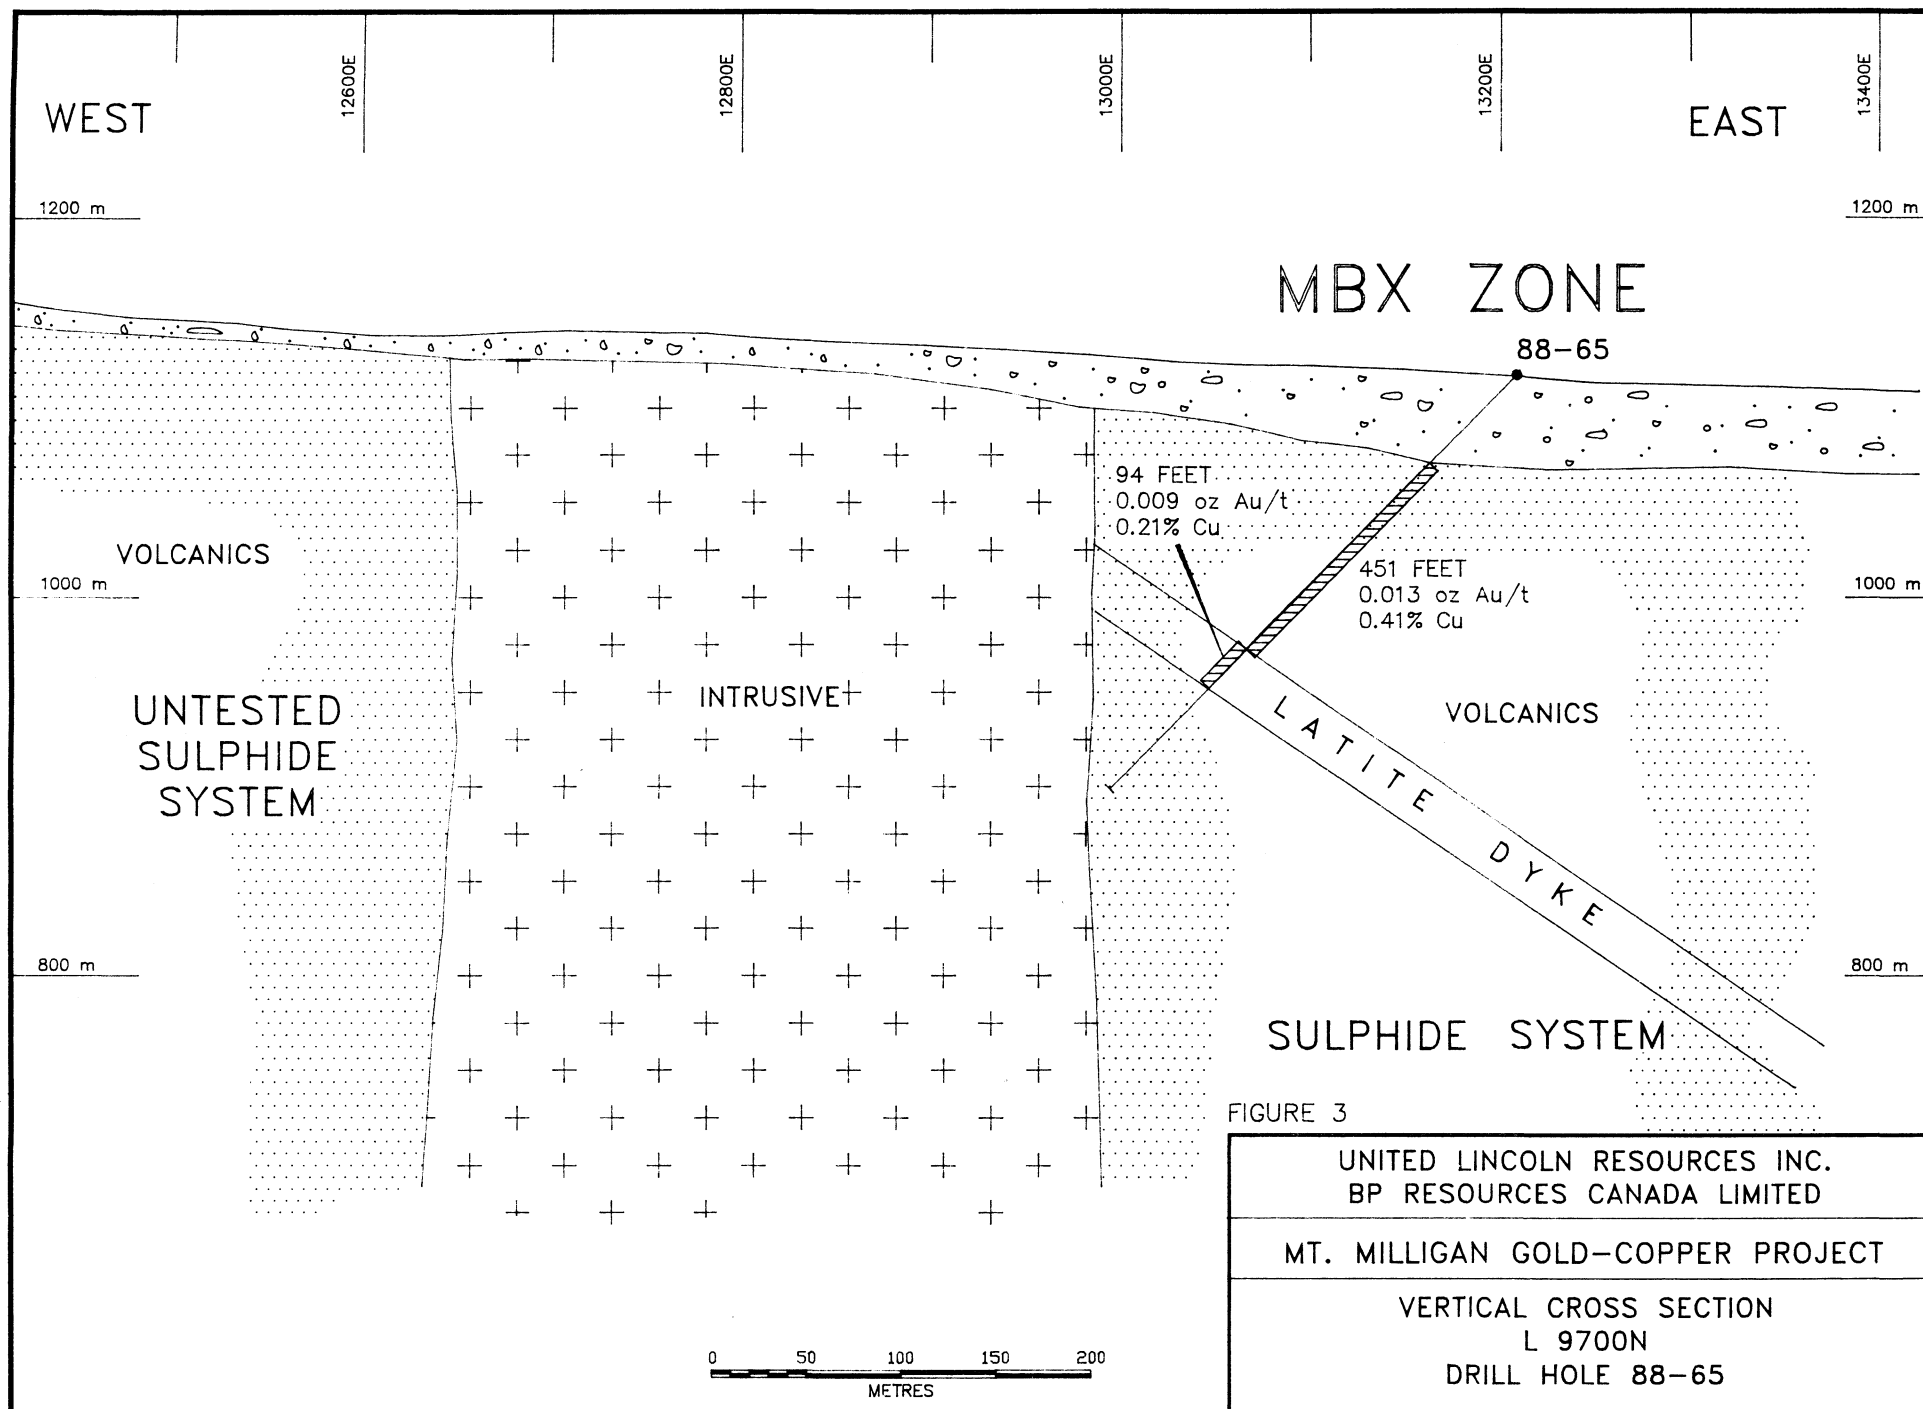 12600E
12800E
13000E
13200E
13400E
WEST
EAST
1200 m
1200 m
MBX ZONE
88-65
94 FEET
0.009 oz Au/t
0.21% Cu
VOLCANICS
451 FEET
0.013 oz Au/t
0.41% Cu
1000 m
1000 m
UNTESTED
SULPHIDE
SYSTEM
INTRUSIVE
VOLCANICS
LATITE DYKE
800 m
800 m
SULPHIDE SYSTEM
FIGURE 3
UNITED LINCOLN RESOURCES INC.
BP RESOURCES CANADA LIMITED
MT. MILLIGAN GOLD-COPPER PROJECT
VERTICAL CROSS SECTION
L 9700N
DRILL HOLE 88-65
0 50 100 150 200
METRES